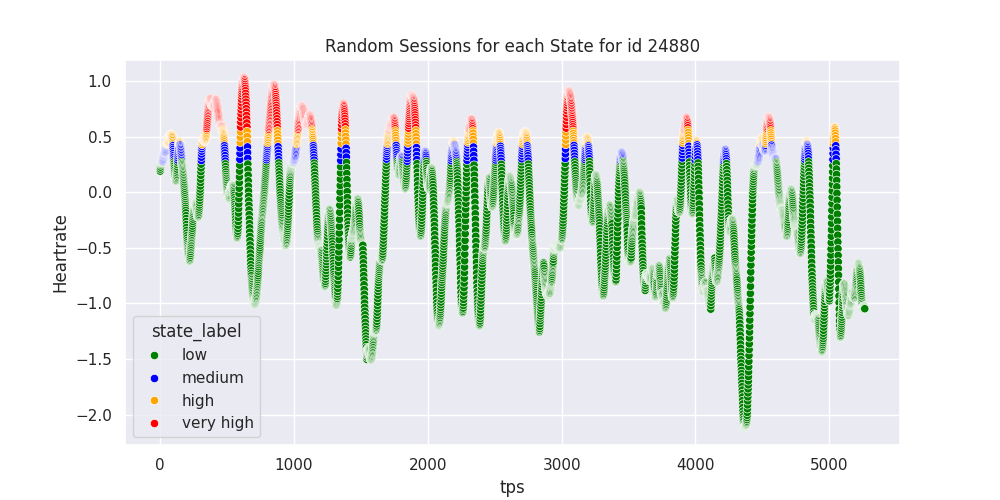 Random Sessions for each State for id 24880
Heartrate
1.0
0.5
0.0
−0.5
−1.0
−1.5
−2.0
state_label
low
medium
high
very high
0 1000 2000 3000 4000 5000
tps